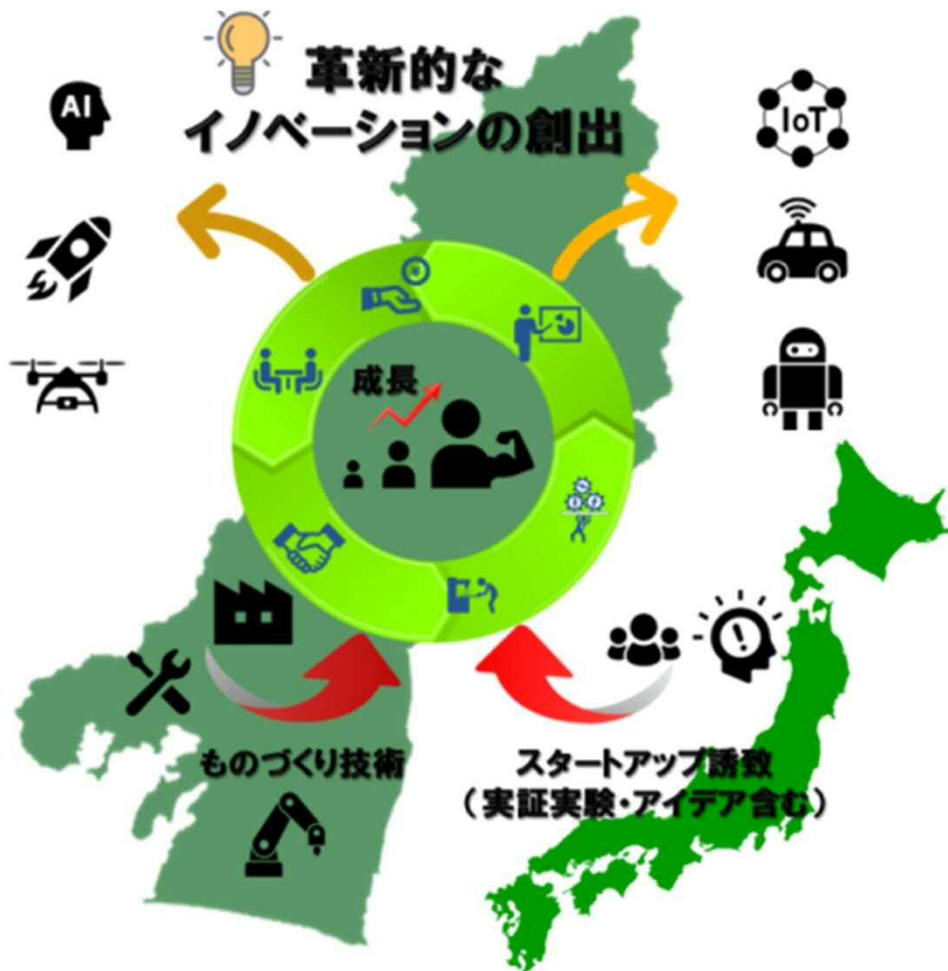 革新的な
イノベーションの創出
AI
IoT
¥
成長
ものづくり技術
スタートアップ誘致
（実証実験・アイデア含む）